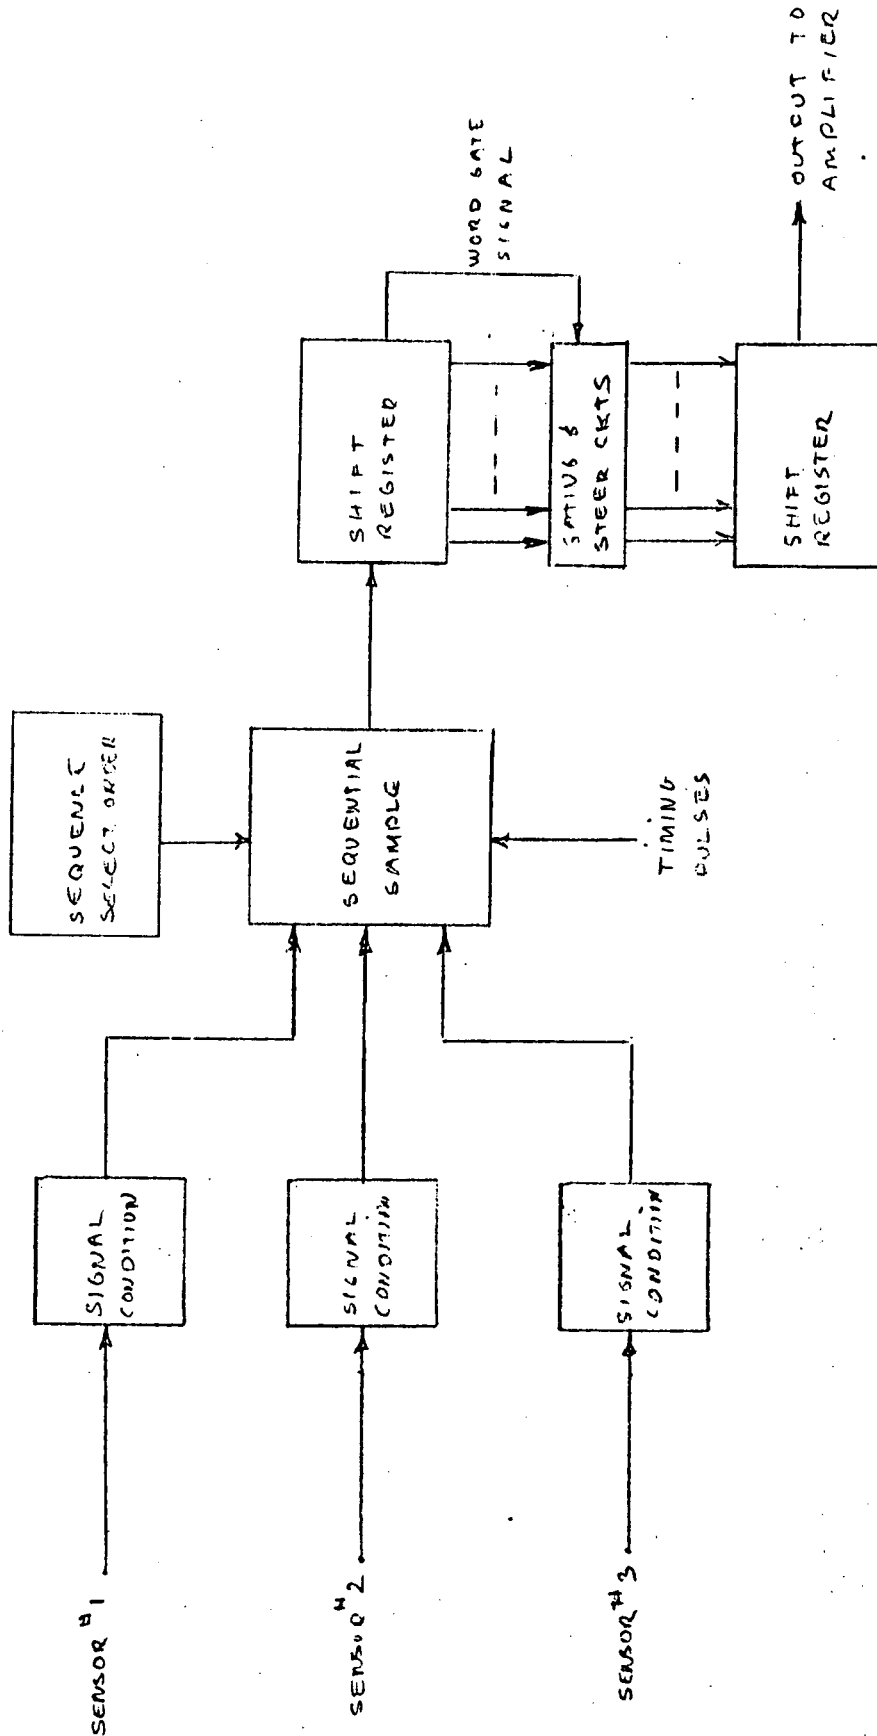 SENSOR #1
SIGNAL
CONDITION
SENSOR #2
SIGNAL
CONDITION
SENSOR #3
SIGNAL
CONDITION
SEQUENCE
SELECT ORDER
SEQUENTIAL
SAMPLE
TIMING
PULSES
SHIFT
REGISTER
WORD GATE
SIGNAL
GATING &
STEER CKTS
SHIFT
REGISTER
OUTPUT TO
AMPLIFIER